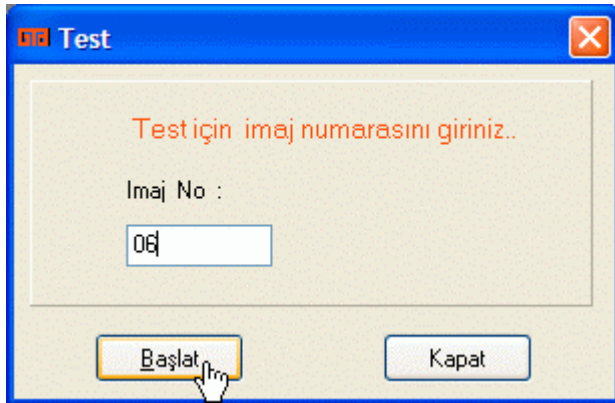 Test
Test için imaj numarasını giriniz..
Imaj No :
06
Başlat
Kapat